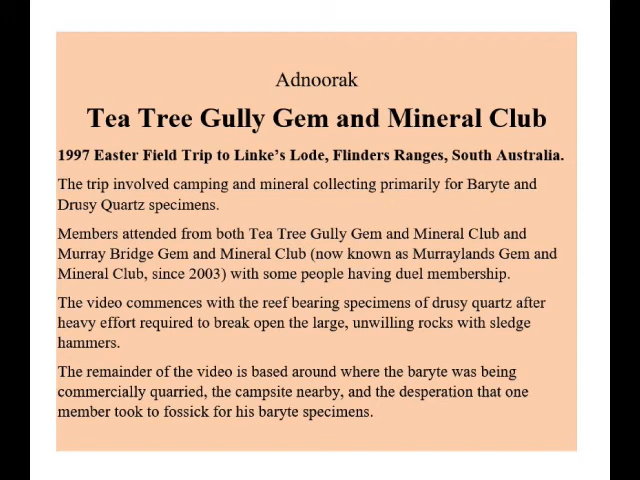 Adnoorak
Tea Tree Gully Gem and Mineral Club
1997 Easter Field Trip to Linke's Lode, Flinders Ranges, South Australia.
The trip involved camping and mineral collecting primarily for Baryte and
Drusy Quartz specimens.
Members attended from both Tea Tree Gully Gem and Mineral Club and
Murray Bridge Gem and Mineral Club (now known as Murraylands Gem and
Mineral Club, since 2003) with some people having duel membership.
The video commences with the reef bearing specimens of drusy quartz after
heavy effort required to break open the large, unwilling rocks with sledge
hammers.
The remainder of the video is based around where the baryte was being
commercially quarried, the campsite nearby, and the desperation that one
member took to fossick for his baryte specimens.